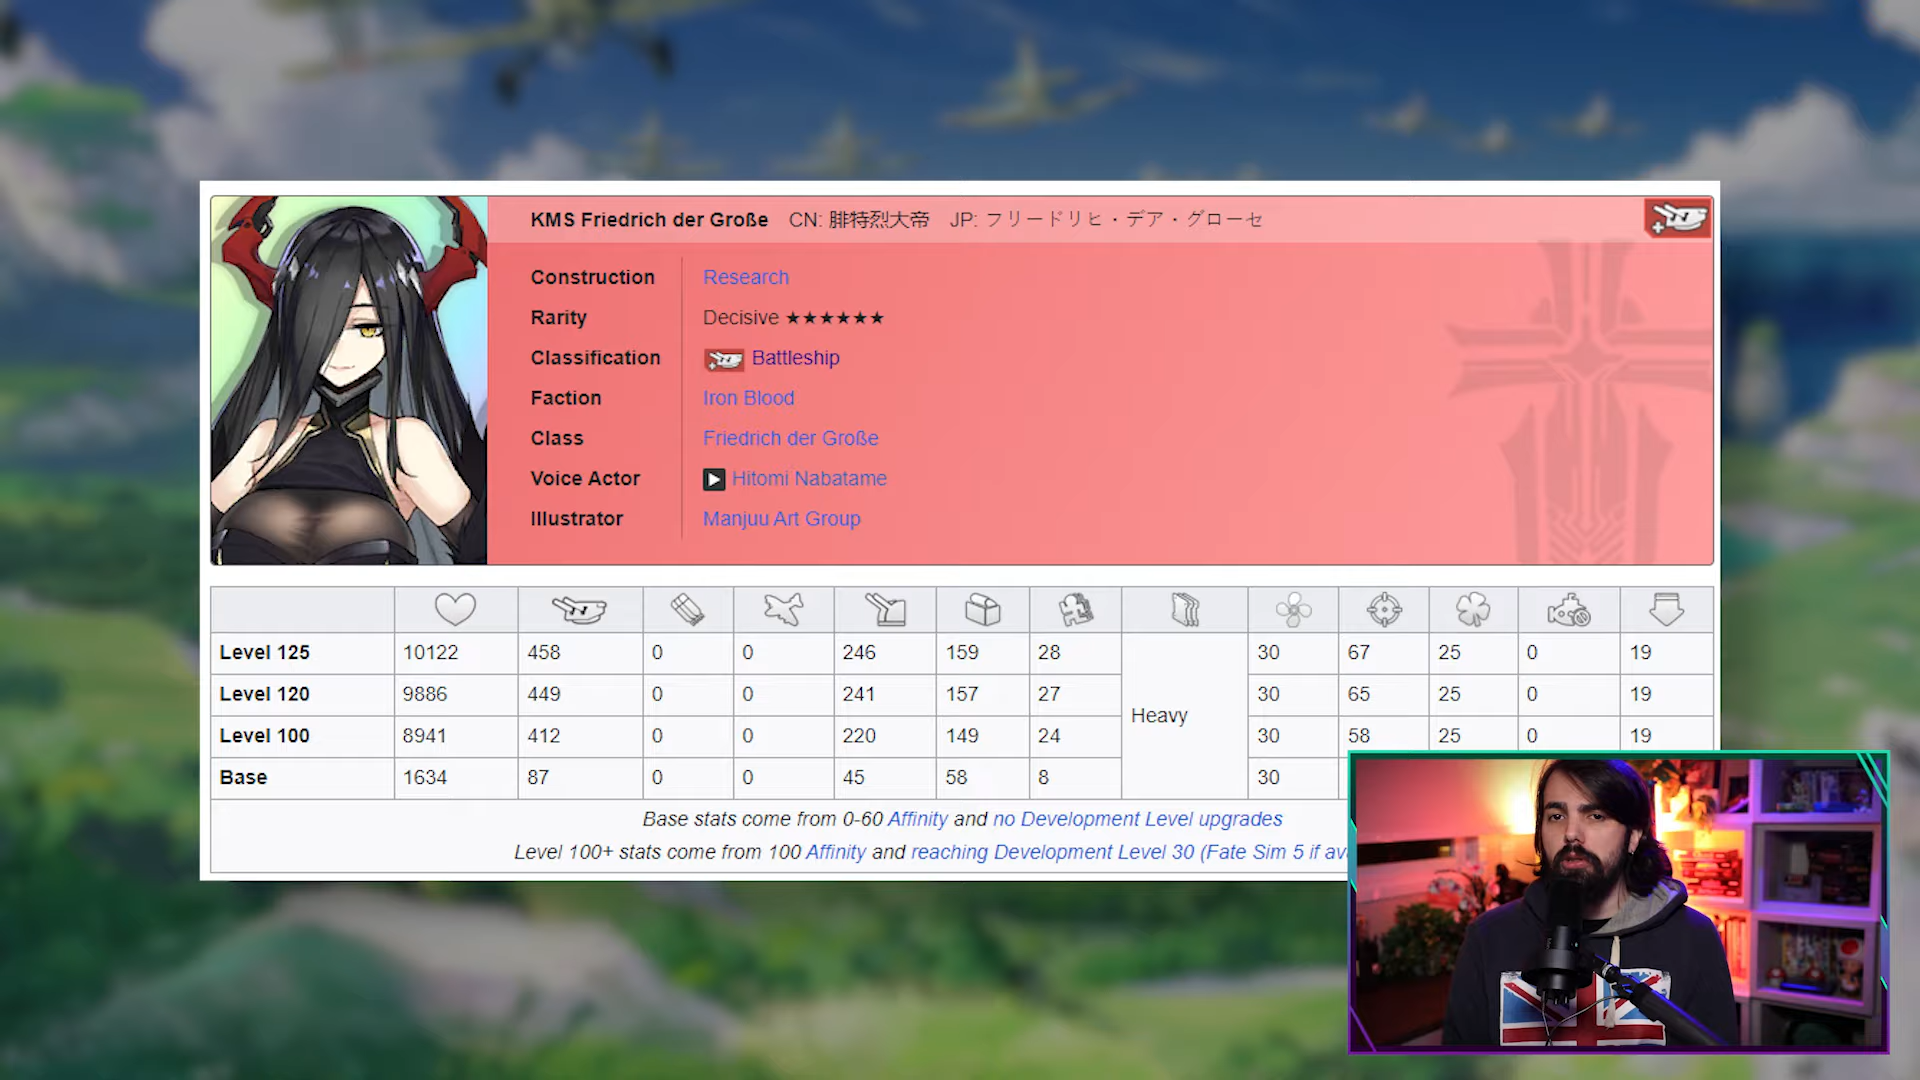 KMS Friedrich der Große CN: 腓特烈大帝 JP: フリードリヒ・デア・グローセ
Construction Research
Rarity Decisive ★★★★★★
Classification Battleship
Faction Iron Blood
Class Friedrich der Große
Voice Actor Hitomi Nabatame
Illustrator Manjuu Art Group
Level 125 10122 458 0 0 246 159 28 30 67 25 0 19
Level 120 9886 449 0 0 241 157 27 30 65 25 0 19
Heavy
Level 100 8941 412 0 0 220 149 24 30 58 25 0 19
Base 1634 87 0 0 45 58 8 30
Base stats come from 0-60 Affinity and no Development Level upgrades
Level 100+ stats come from 100 Affinity and reaching Development Level 30 (Fate Sim 5 if